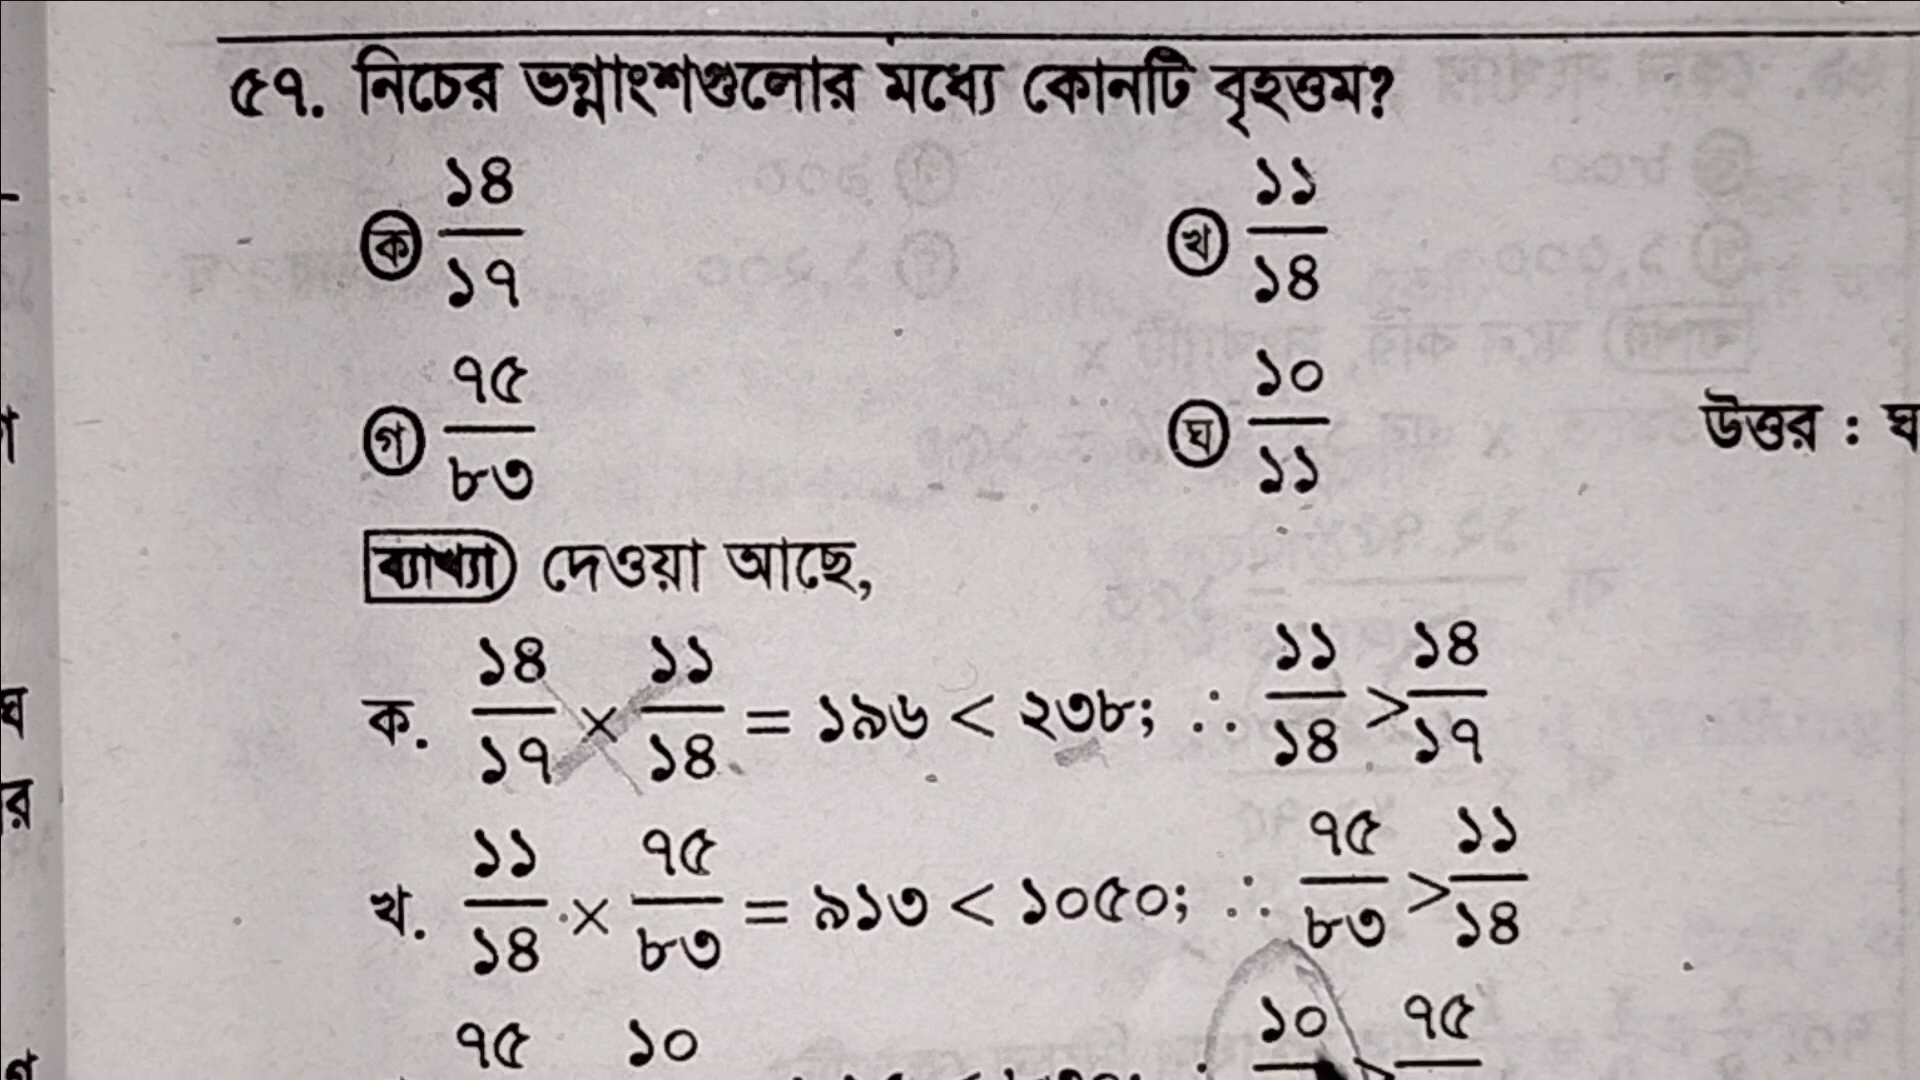 ৫৭. নিচের ভগ্নাংশগুলোর মধ্যে কোনটি বৃহত্তম?
ক ১৪/১৭ খ ১১/১৪
গ ৭৫/৮৩ ঘ ১০/১১ উত্তর : ঘ
ব্যাখ্যা দেওয়া আছে,
ক. ১৪/১৭ × ১১/১৪ = ১৯৬ < ২৩৮; ∴ ১১/১৪ > ১৪/১৭
খ. ১১/১৪ × ৭৫/৮৩ = ৯১৩ < ১০৫০; ∴ ৭৫/৮৩ > ১১/১৪
৭৫ ১০ ১০ > ৭৫